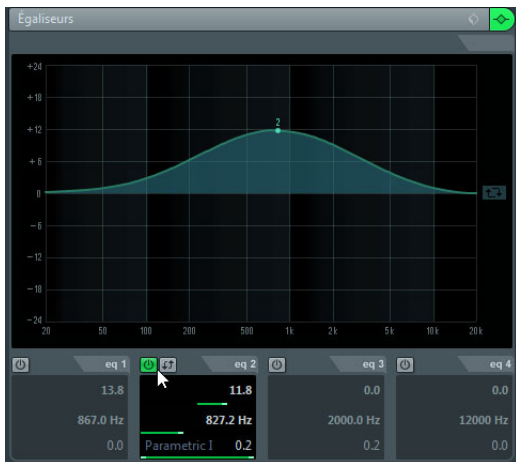 Égaliseurs
+24
+18
+12
2
+6
0
-6
-12
-18
-24
20 50 100 200 500 1k 2k 5k 10k 20k
eq 1 eq 2 eq 3 eq 4
13.8 11.8 0.0 0.0
867.0 Hz 827.2 Hz 2000.0 Hz 12000 Hz
0.0 Parametric I 0.2 0.2 0.0